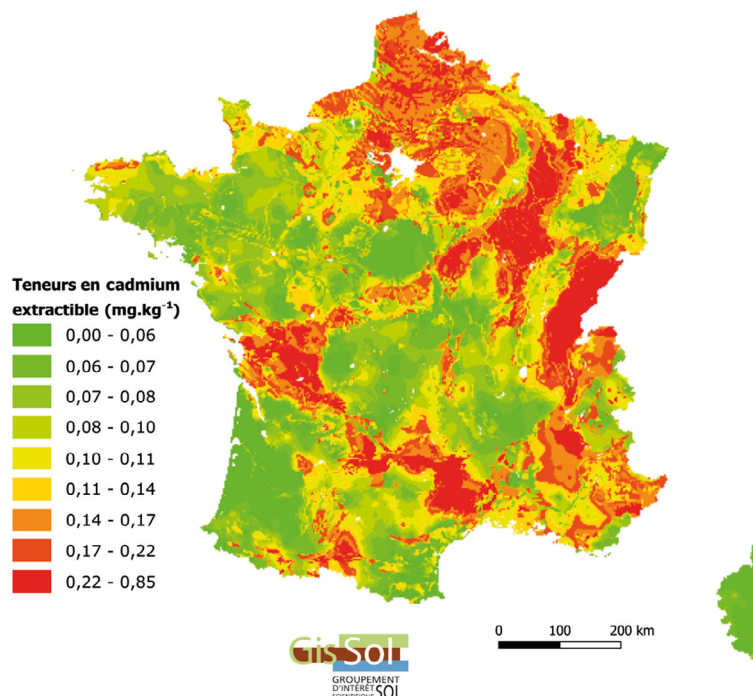 Teneurs en cadmium
extractible (mg.kg⁻¹)
0,00 - 0,06
0,06 - 0,07
0,07 - 0,08
0,08 - 0,10
0,10 - 0,11
0,11 - 0,14
0,14 - 0,17
0,17 - 0,22
0,22 - 0,85
0 100 200 km
GisSol
GROUPEMENT
D'INTÉRÊT
SCIENTIFIQUE SOL